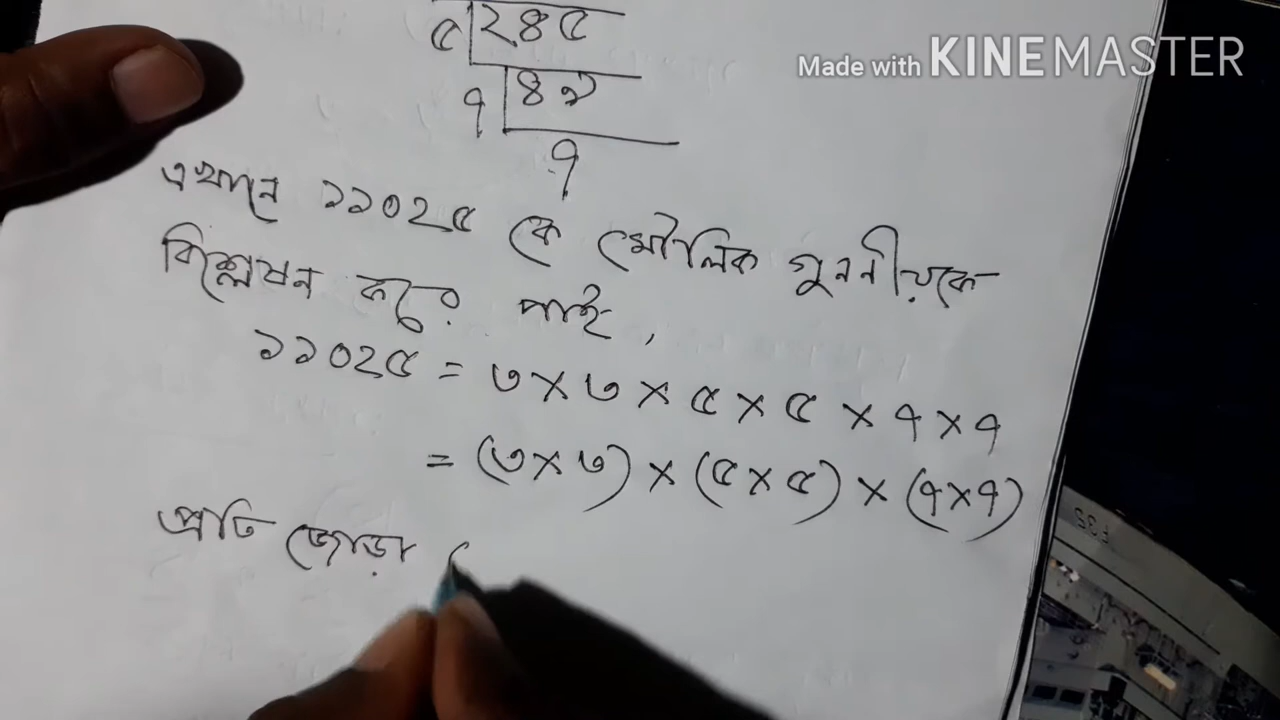 Made with KINEMASTER
৫ ২৪৫
৭ ৪৯
৭
এখানে ১১০২৫ কে মৌলিক গুননীয়কে
বিশ্লেষন করে পাই,
১১০২৫ = ৩×৩×৫×৫×৭×৭
= (৩×৩)×(৫×৫)×(৭×৭)
প্রতি জোড়া